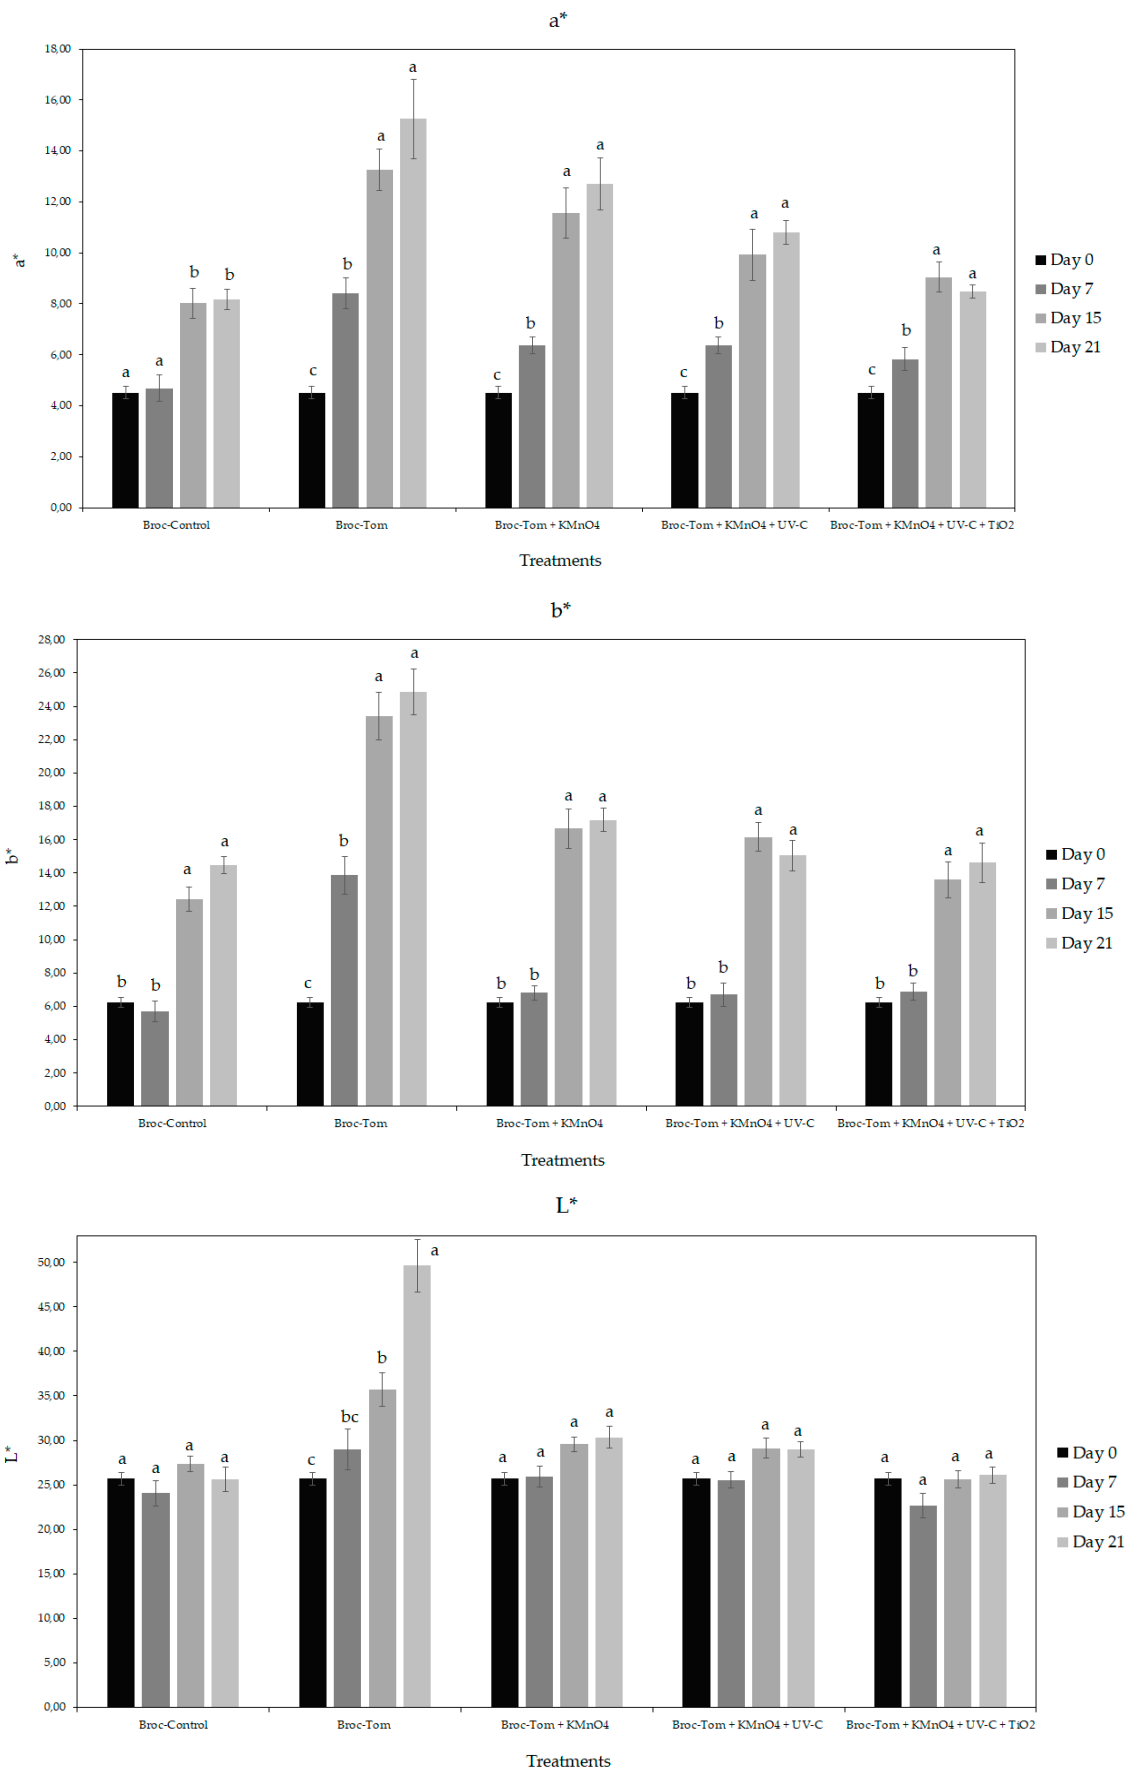 a*
18,00
a
16,00
a
a
14,00
a
12,00
a
a
10,00
b
b
b
a
a
a*
8,00
b
b
b
6,00
a
a
c
c
c
c
4,00
2,00
0,00
Day 0
Day 7
Day 15
Day 21
Broc-Control
Broc-Tom
Broc-Tom + KMnO4
Broc-Tom + KMnO4 + UV-C
Broc-Tom + KMnO4 + UV-C + TiO2
Treatments
b*
28,00
26,00
24,00
22,00
20,00
18,00
16,00
14,00
12,00
10,00
8,00
6,00
4,00
2,00
0,00
b*
b
b
a
a
c
b
a
a
b
b
a
a
b
b
a
a
b
b
a
a
Day 0
Day 7
Day 15
Day 21
Broc-Control
Broc-Tom
Broc-Tom + KMnO4
Broc-Tom + KMnO4 + UV-C
Broc-Tom + KMnO4 + UV-C + TiO2
Treatments
L*
50,00
45,00
40,00
35,00
30,00
25,00
20,00
15,00
10,00
5,00
0,00
L*
a
a
a
a
c
bc
b
a
a
a
a
a
a
a
a
a
a
a
a
a
Day 0
Day 7
Day 15
Day 21
Broc-Control
Broc-Tom
Broc-Tom + KMnO4
Broc-Tom + KMnO4 + UV-C
Broc-Tom + KMnO4 + UV-C + TiO2
Treatments